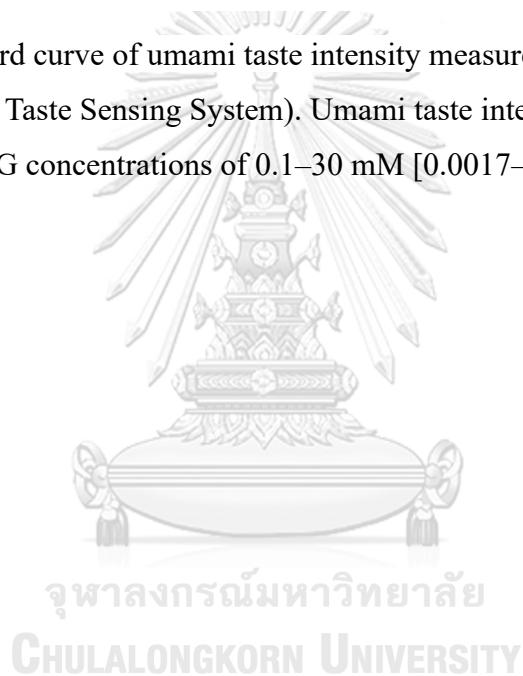 rd curve of umami taste intensity measure
Taste Sensing System). Umami taste inte
G concentrations of 0.1–30 mM [0.0017–
จุฬาลงกรณ์มหาวิทยาลัย
CHULALONGKORN UNIVERSITY